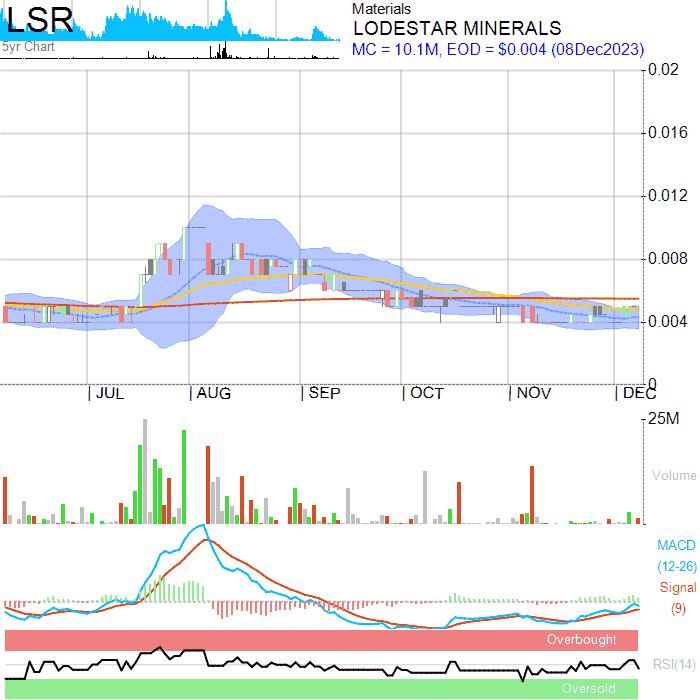 LSR
5yr Chart
Materials
LODESTAR MINERALS
MC = 10.1M, EOD = $0.004 (08Dec2023)
0.02
0.016
0.012
0.008
0.004
0
JUL AUG SEP OCT NOV DEC
25M
Volume
MACD
(12-26)
Signal
(9)
Overbought
RSI(14)
Oversold